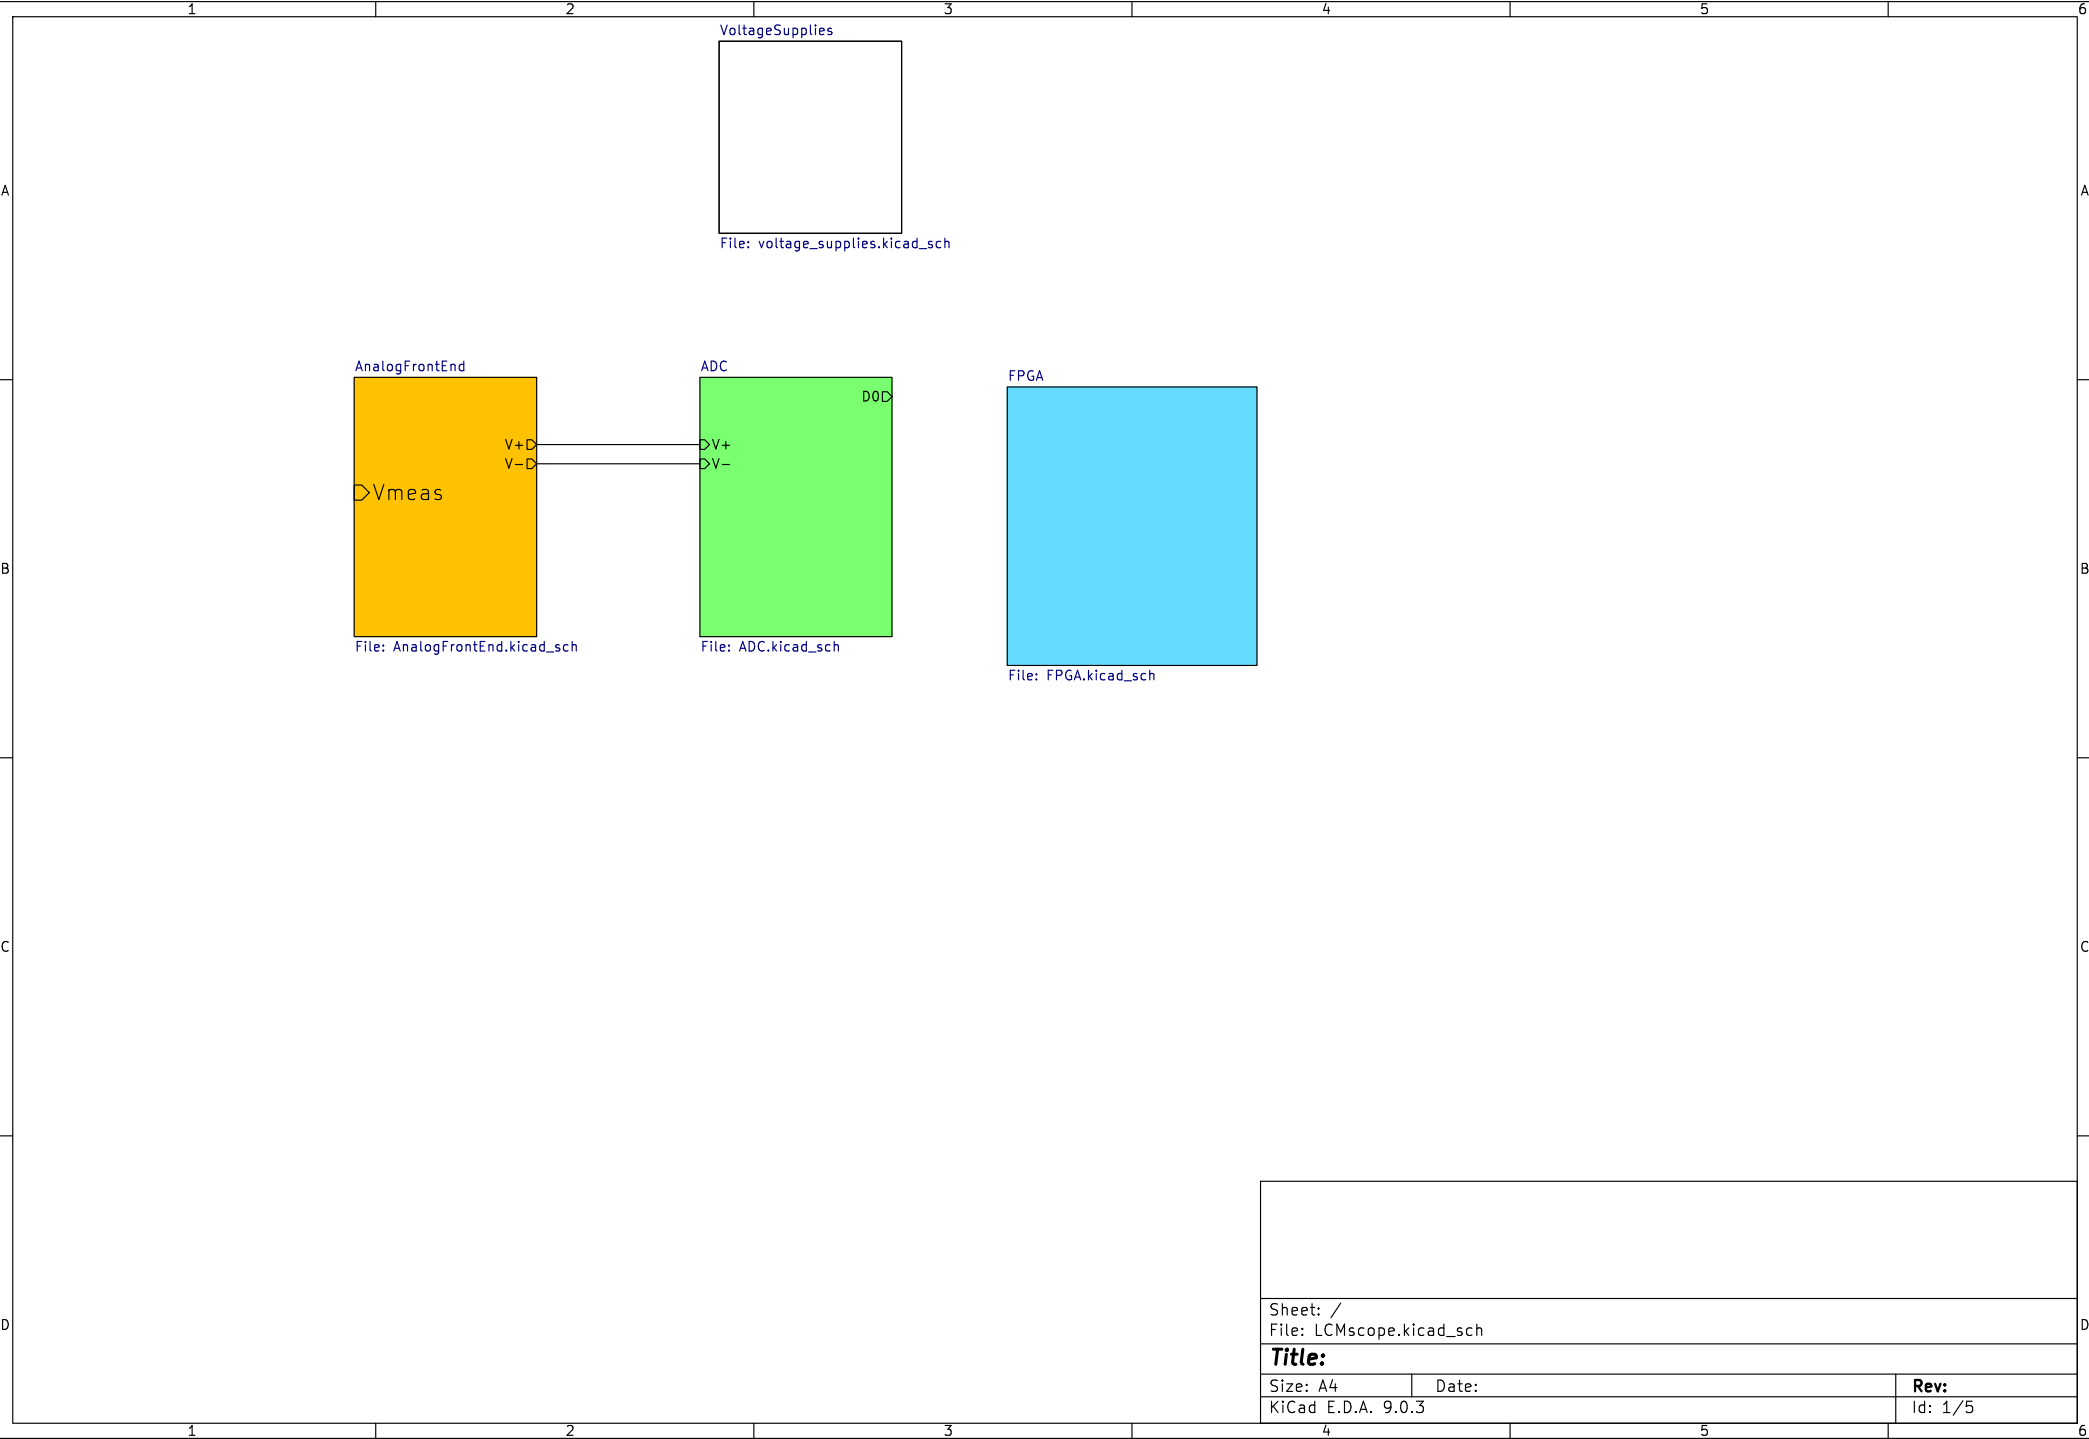 1 2 3 4 5 6
VoltageSupplies
File: voltage_supplies.kicad_sch
A A
AnalogFrontEnd
V+
V-
Vmeas
File: AnalogFrontEnd.kicad_sch
ADC
D0
V+
V-
File: ADC.kicad_sch
FPGA
File: FPGA.kicad_sch
B B
C C
D D
Sheet: /
File: LCMscope.kicad_sch
Title:
Size: A4 Date: Rev:
KiCad E.D.A. 9.0.3 Id: 1/5
1 2 3 4 5 6